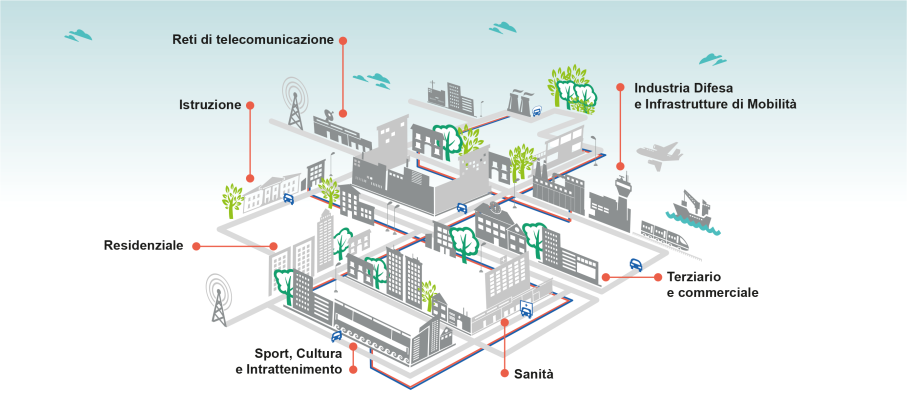 Reti di telecomunicazione
Industria Difesa
e Infrastrutture di Mobilità
Istruzione
Residenziale
Terziario
e commerciale
Sport, Cultura
e Intrattenimento
Sanità